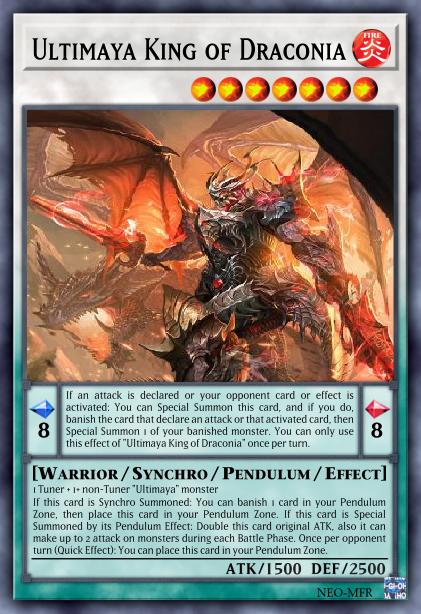 ULTIMAYA KING OF DRACONIA
FIRE
炎
If an attack is declared or your opponent card or effect is
activated: You can Special Summon this card, and if you do,
banish the card that declare an attack or that activated card, then
Special Summon 1 of your banished monster. You can only use
this effect of "Ultimaya King of Draconia" once per turn.
8
8
[WARRIOR / SYNCHRO / PENDULUM / EFFECT]
1 Tuner + 1+ non-Tuner "Ultimaya" monster
If this card is Synchro Summoned: You can banish 1 card in your Pendulum
Zone, then place this card in your Pendulum Zone. If this card is Special
Summoned by its Pendulum Effect: Double this card original ATK, also it can
make up to 2 attack on monsters during each Battle Phase. Once per opponent
turn (Quick Effect): You can place this card in your Pendulum Zone.
ATK/1500 DEF/2500
NEO-MFR